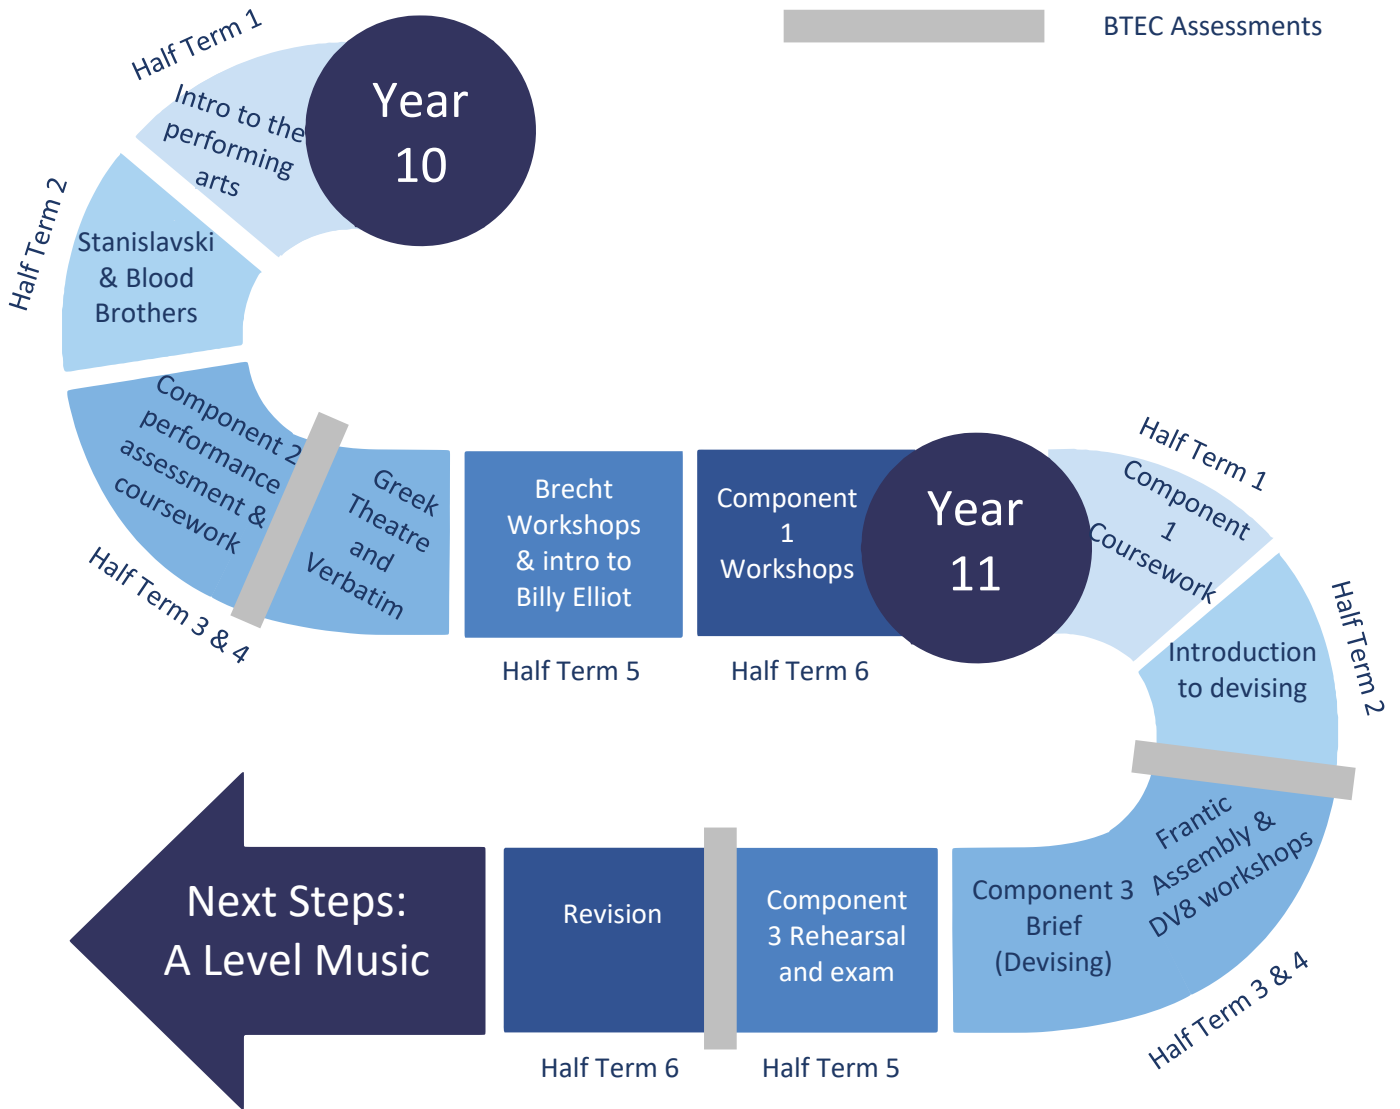 BTEC Assessments
Year
10
Half Term 1
Intro to the
performing
arts
Half Term 2
Stanislavski
& Blood
Brothers
Half Term 3 & 4
Component 2
performance
assessment &
coursework
Greek
Theatre
and
Verbatim
Brecht
Workshops
& intro to
Billy Elliot
Half Term 5
Component
1
Workshops
Half Term 6
Year
11
Half Term 1
Component
1
Coursework
Half Term 2
Introduction
to devising
Frantic
Assembly &
DV8 workshops
Component 3
Brief
(Devising)
Half Term 3 & 4
Component
3 Rehearsal
and exam
Half Term 5
Revision
Half Term 6
Next Steps:
A Level Music